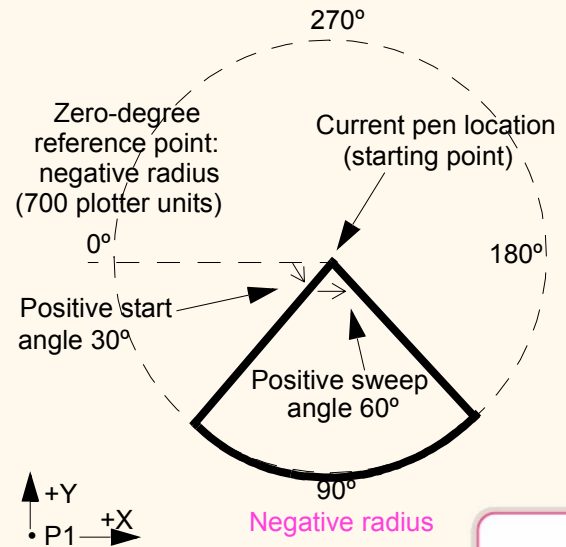 270º
Zero-degree
reference point:
negative radius
(700 plotter units)
Current pen location
(starting point)
0º
180º
Positive start
angle 30º
Positive sweep
angle 60º
90º
Negative radius
+Y
P1
+X